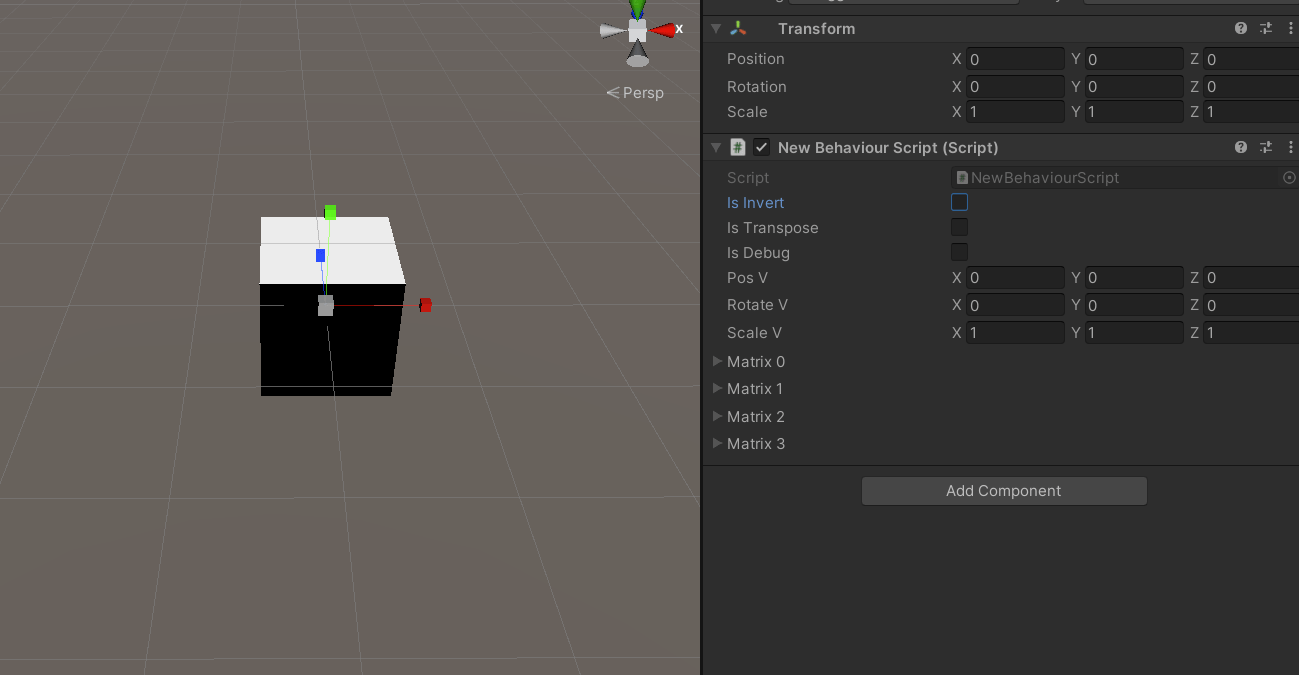 X
Persp
Transform
Position X 0 Y 0 Z 0
Rotation X 0 Y 0 Z 0
Scale X 1 Y 1 Z 1
# New Behaviour Script (Script)
Script # NewBehaviourScript
Is Invert
Is Transpose
Is Debug
Pos V X 0 Y 0 Z 0
Rotate V X 0 Y 0 Z 0
Scale V X 1 Y 1 Z 1
Matrix 0
Matrix 1
Matrix 2
Matrix 3
Add Component